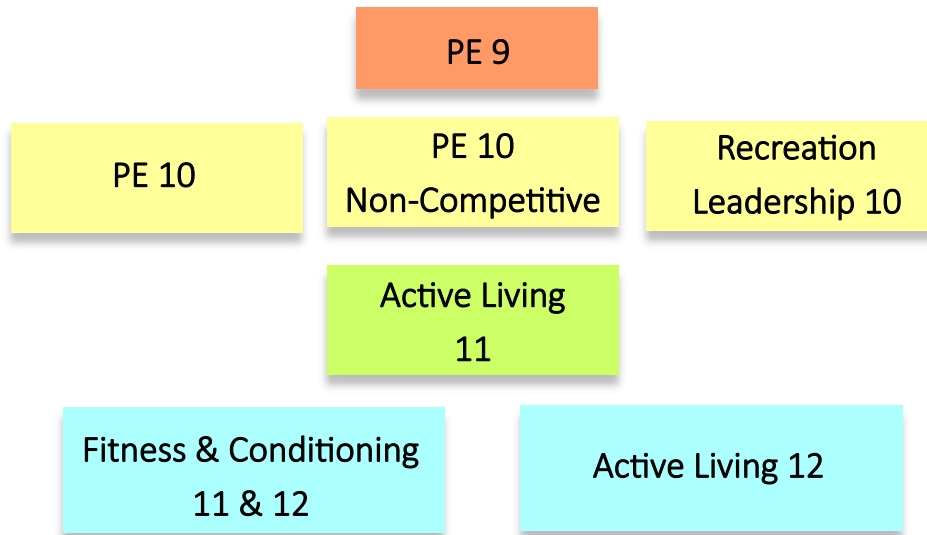 PE 9
PE 10
PE 10
Non-Competitive
Recreation
Leadership 10
Active Living
11
Fitness & Conditioning
11 & 12
Active Living 12